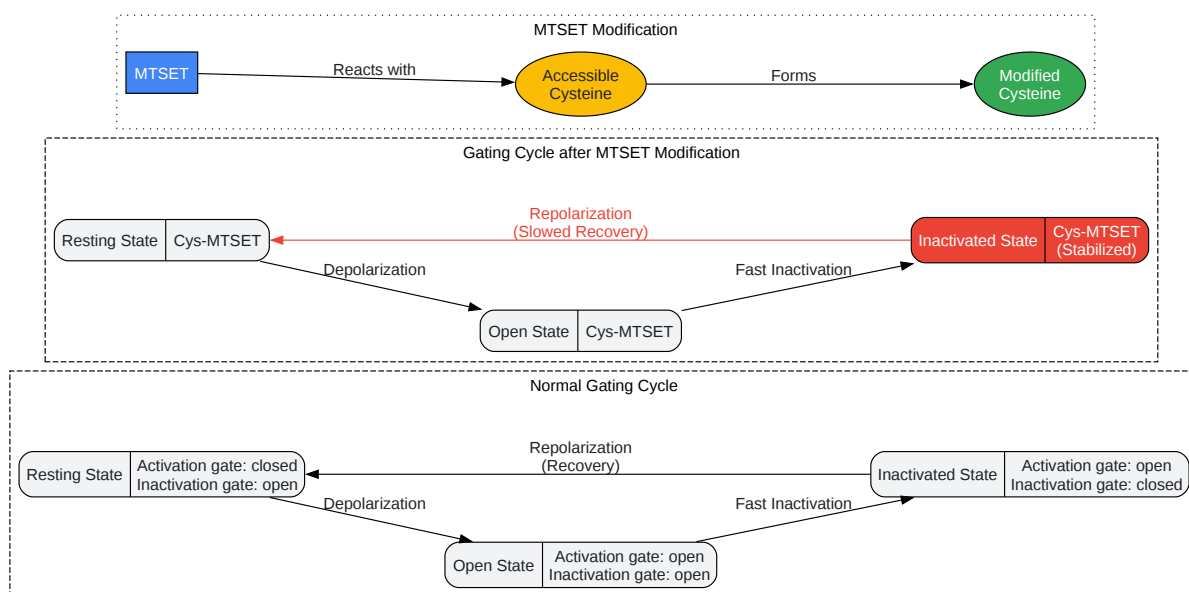 MTSET Modification
MTSET
Reacts with
Accessible
Cysteine
Forms
Modified
Cysteine
Gating Cycle after MTSET Modification
Resting State
Cys-MTSET
Repolarization
(Slowed Recovery)
Inactivated State
Cys-MTSET
(Stabilized)
Depolarization
Fast Inactivation
Open State
Cys-MTSET
Normal Gating Cycle
Resting State
Activation gate: closed
Inactivation gate: open
Repolarization
(Recovery)
Inactivated State
Activation gate: open
Inactivation gate: closed
Depolarization
Fast Inactivation
Open State
Activation gate: open
Inactivation gate: open